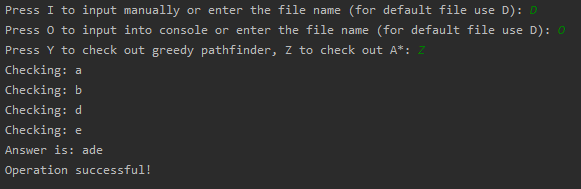 Press I to input manually or enter the file name (for default file use D): D
Press O to input into console or enter the file name (for default file use D): O
Press Y to check out greedy pathfinder, Z to check out A*: Z
Checking: a
Checking: b
Checking: d
Checking: e
Answer is: ade
Operation successful!